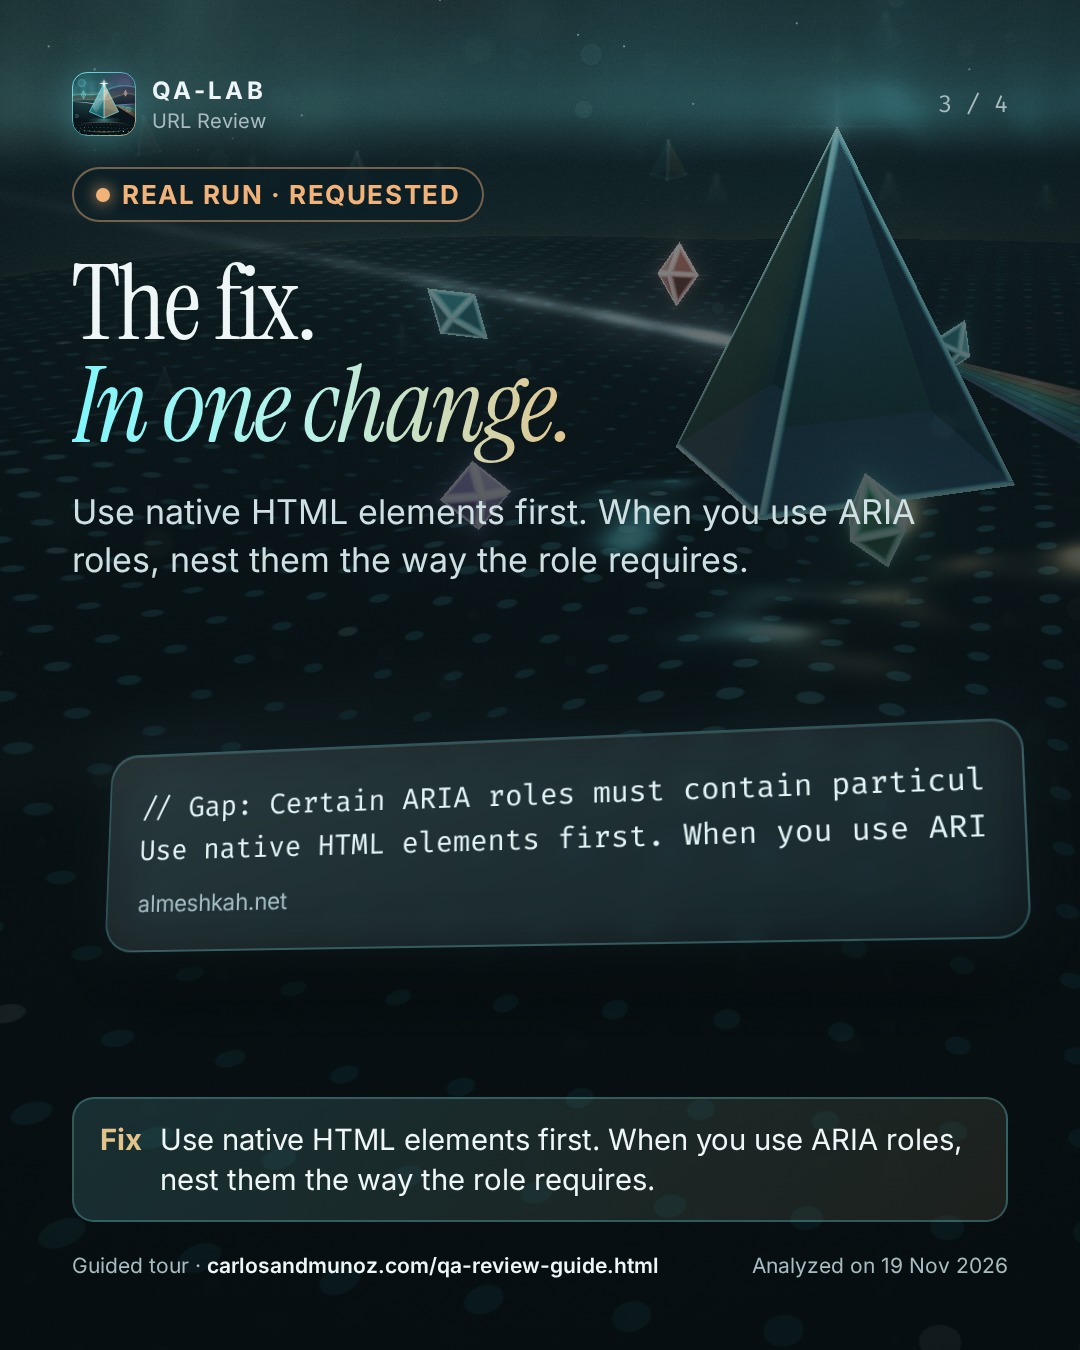 QA-LAB
URL Review
3 / 4
REAL RUN · REQUESTED
The fix.
In one change.
Use native HTML elements first. When you use ARIA
roles, nest them the way the role requires.
// Gap: Certain ARIA roles must contain particul
Use native HTML elements first. When you use ARI
almeshkah.net
Fix Use native HTML elements first. When you use ARIA roles,
nest them the way the role requires.
Guided tour · carlosandmunoz.com/qa-review-guide.html
Analyzed on 19 Nov 2026